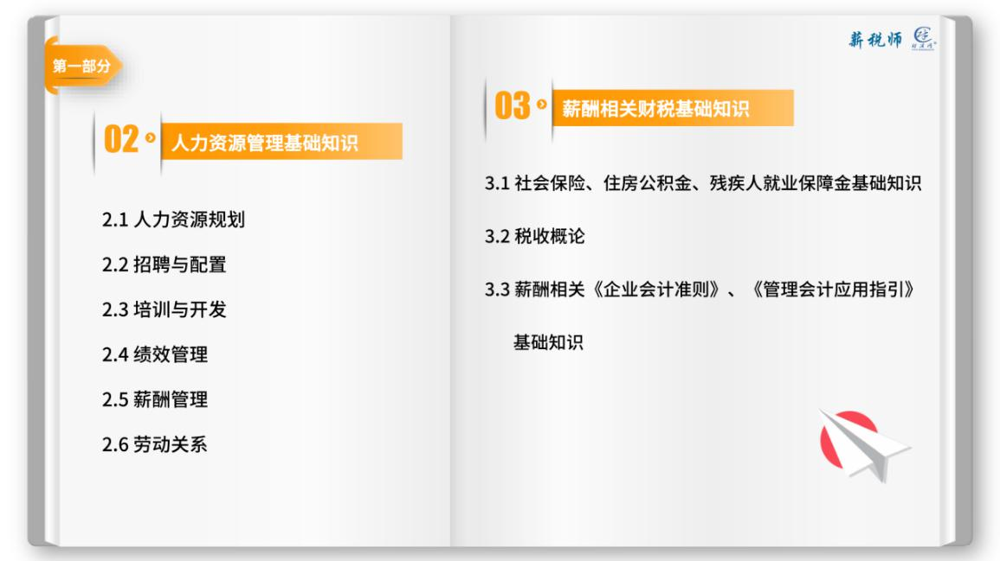 第一部分
02
人力资源管理基础知识
2.1 人力资源规划
2.2 招聘与配置
2.3 培训与开发
2.4 绩效管理
2.5 薪酬管理
2.6 劳动关系
薪税师
03
薪酬相关财税基础知识
3.1 社会保险、住房公积金、残疾人就业保障金基础知识
3.2 税收概论
3.3 薪酬相关《企业会计准则》、《管理会计应用指引》
基础知识